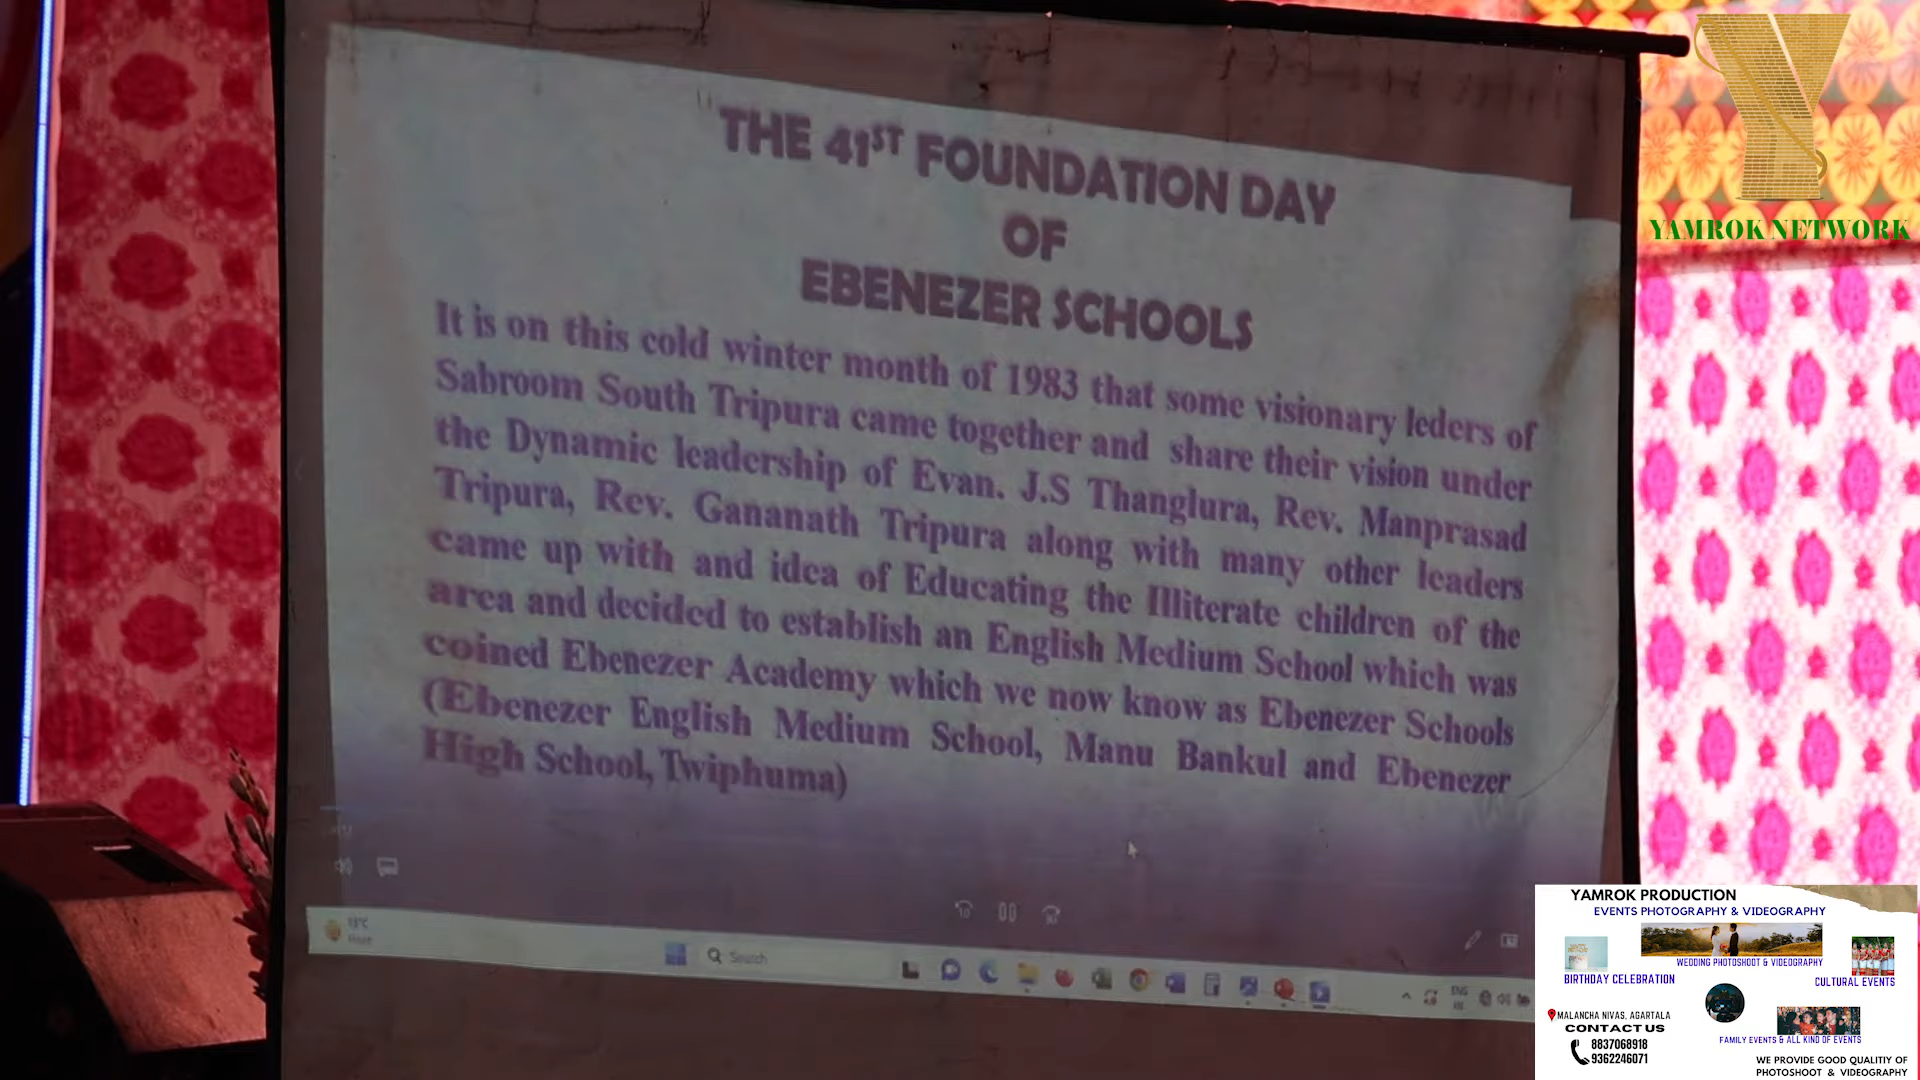 THE 41ST FOUNDATION DAY
OF
EBENEZER SCHOOLS
It is on this cold winter month of 1983 that some visionary leders of
Sabroom South Tripura came together and share their vision under
the Dynamic leadership of Evan. J.S Thanglura, Rev. Manprasad
Tripura, Rev. Gananath Tripura along with many other leaders
came up with and idea of Educating the Illiterate children of the
area and decided to establish an English Medium School which was
coined Ebenezer Academy which we now know as Ebenezer Schools
(Ebenezer English Medium School, Manu Bankul and Ebenezer
High School, Twiphuma)
Search
ENG
YAMROK NETWORK
YAMROK PRODUCTION
EVENTS PHOTOGRAPHY & VIDEOGRAPHY
WEDDING PHOTOSHOOT & VIDEOGRAPHY
BIRTHDAY CELEBRATION
CULTURAL EVENTS
MALANCHA NIVAS, AGARTALA
CONTACT US
8837068918
9362246071
FAMILY EVENTS & ALL KIND OF EVENTS
WE PROVIDE GOOD QUALITIY OF
PHOTOSHOOT & VIDEOGRAPHY